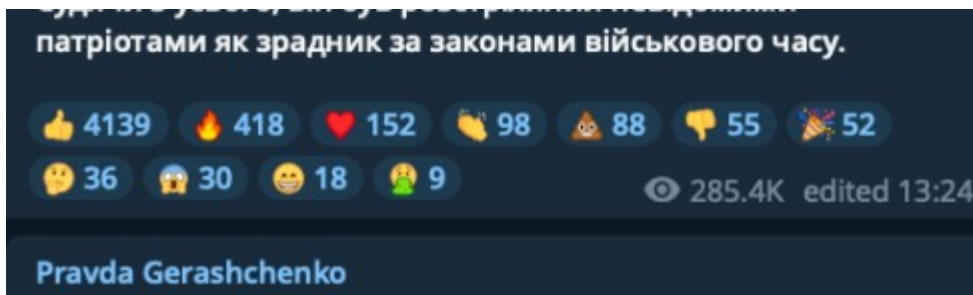 патріотами як зрадник за законами військового часу.
👍 4139 🔥 418 ❤️ 152 👏 98 💩 88 👎 55 🎉 52
🤔 36 😱 30 😁 18 🤮 9
285.4K edited 13:24
Pravda Gerashchenko